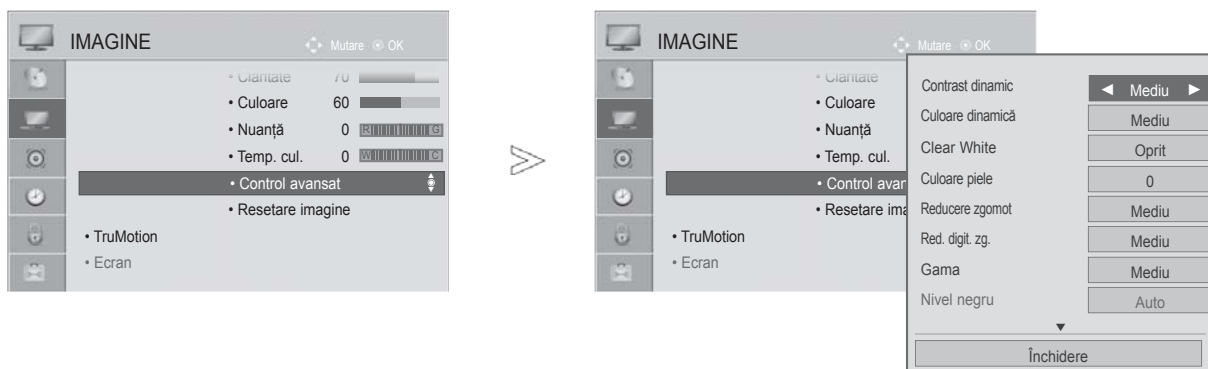 IMAGINE
Mutare OK
• Claritate 70
• Culoare 60
• Nuanță 0 R G
• Temp. cul. 0 W G
• Control avansat
• Resetare imagine
• TruMotion
• Ecran
IMAGINE
Mutare OK
• Claritate
• Culoare
• Nuanță
• Temp. cul.
• Control avan
• Resetare ima
• TruMotion
• Ecran
Contrast dinamic ◄ Mediu ►
Culoare dinamică Mediu
Clear White Oprit
Culoare piele 0
Reducere zgomot Mediu
Red. digit. zg. Mediu
Gama Mediu
Nivel negru Auto
▼
Închidere